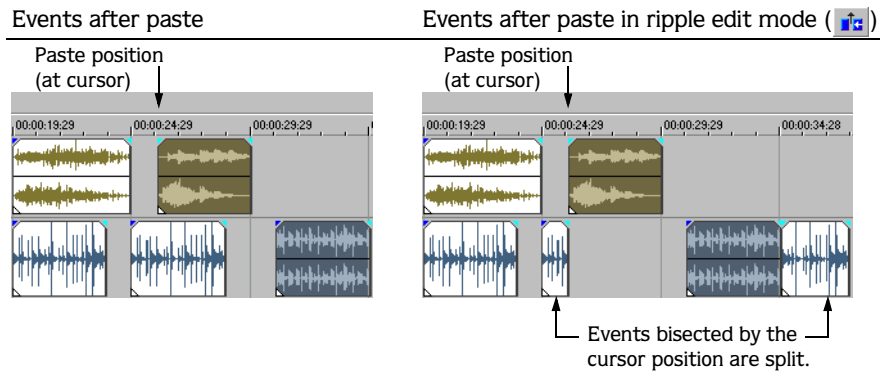 Events after paste
Events after paste in ripple edit mode ( )
Paste position
(at cursor)
Paste position
(at cursor)
00:00:19:29 00:00:24:29 00:00:29:29
00:00:19:29 00:00:24:29 00:00:29:29 00:00:34:28
Events bisected by the
cursor position are split.